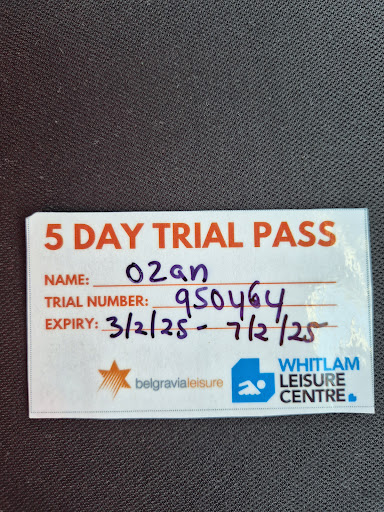 5 DAY TRIAL PASS
NAME: Ozan
TRIAL NUMBER: 950464
EXPIRY: 3/2/25 - 7/2/25
belgravialeisure
WHITLAM
LEISURE
CENTRE